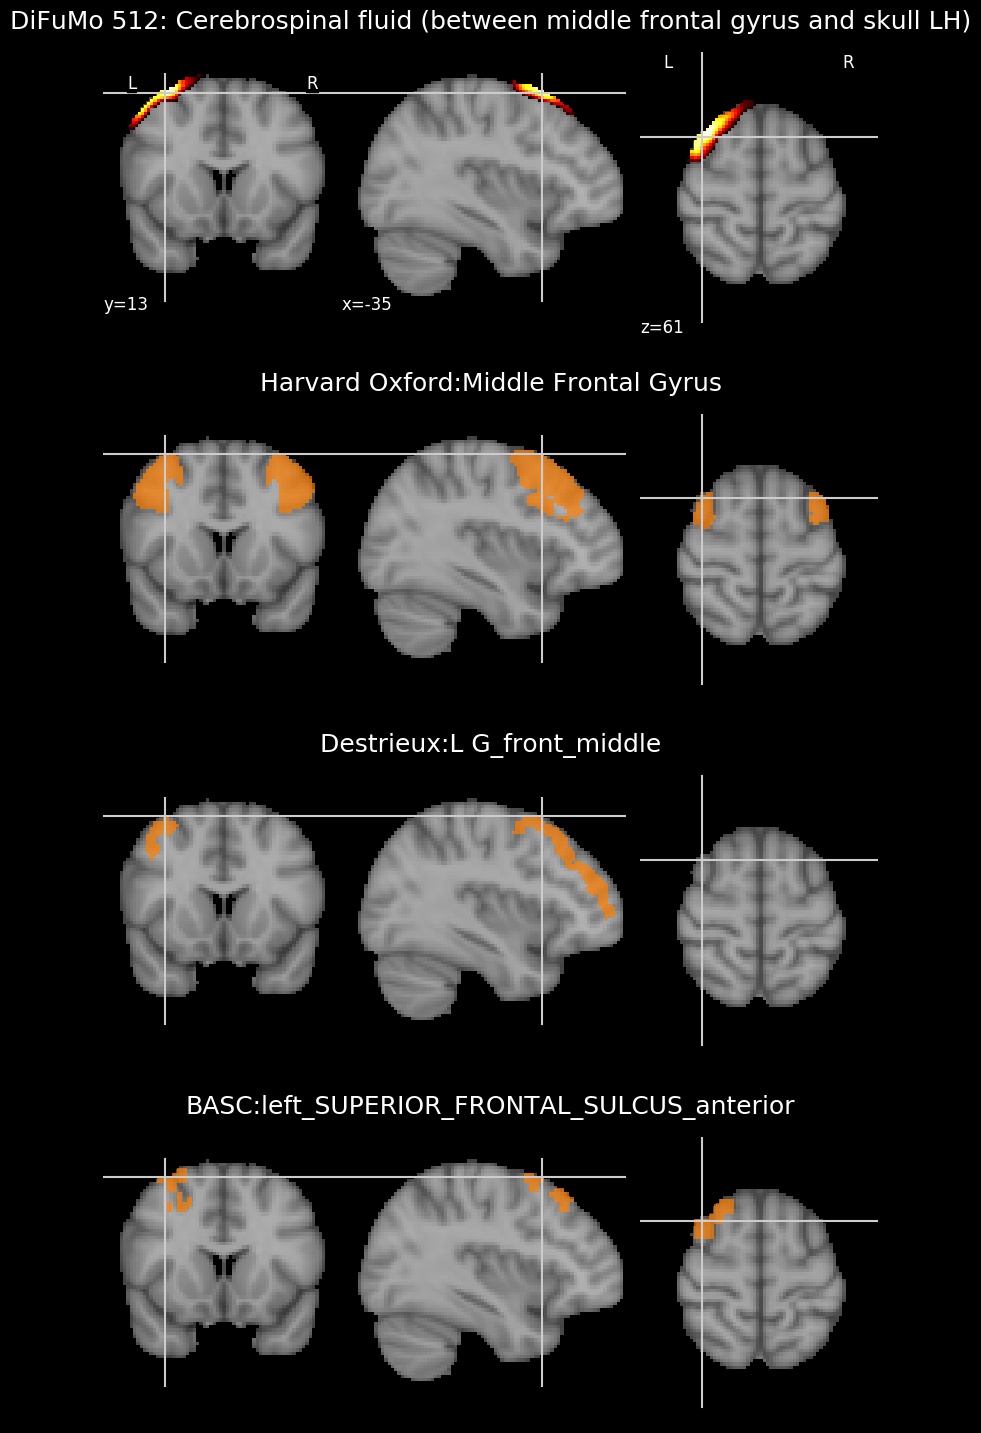 DiFuMo 512: Cerebrospinal fluid (between middle frontal gyrus and skull LH)
L R L R
y=13 x=-35 z=61
Harvard Oxford:Middle Frontal Gyrus
Destrieux:L G_front_middle
BASC:left_SUPERIOR_FRONTAL_SULCUS_anterior